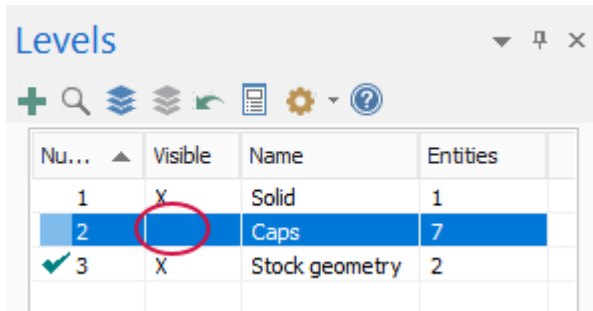 Levels
Nu... Visible Name Entities
1 X Solid 1
2 Caps 7
3 X Stock geometry 2